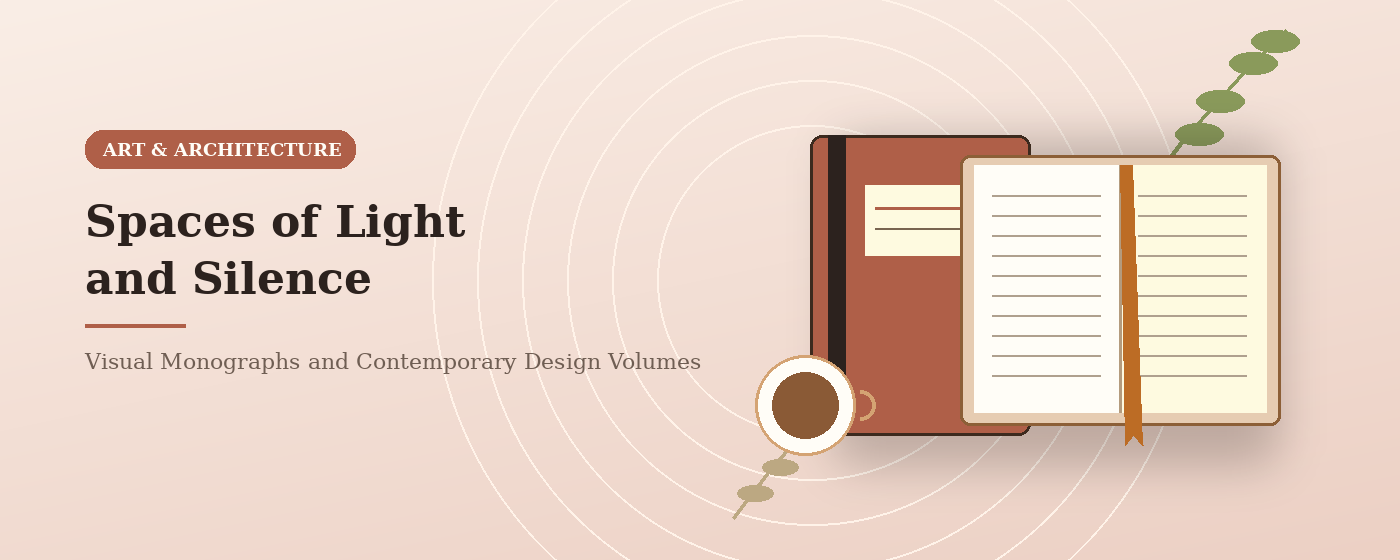 ART & ARCHITECTURE
Spaces of Light
and Silence
Visual Monographs and Contemporary Design Volumes